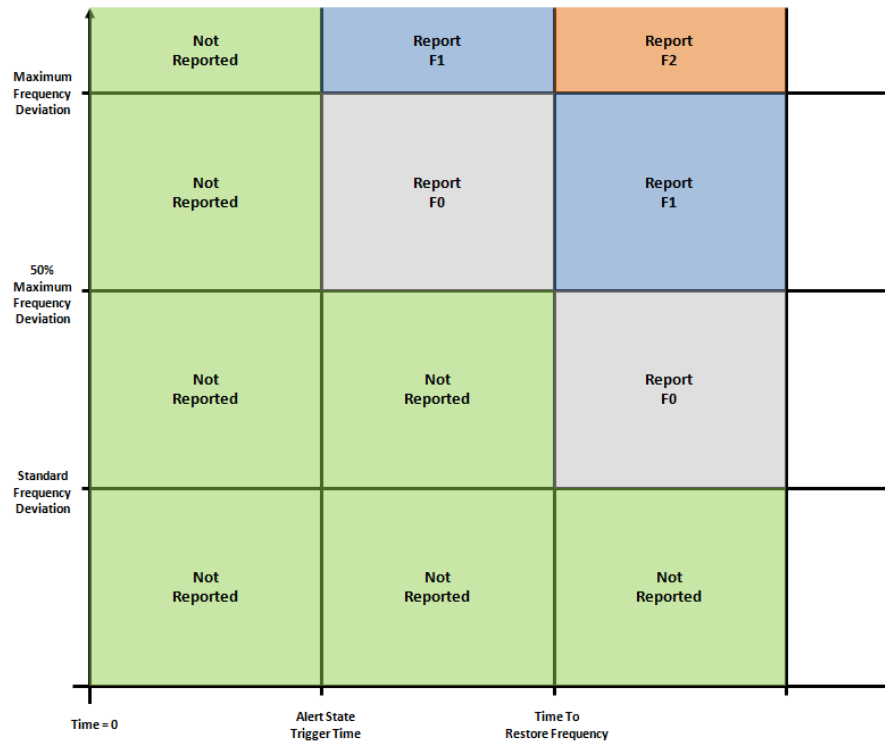 Not
Reported
Report
F1
Report
F2
Maximum
Frequency
Deviation
Not
Reported
Report
F0
Report
F1
50%
Maximum
Frequency
Deviation
Not
Reported
Not
Reported
Report
F0
Standard
Frequency
Deviation
Not
Reported
Not
Reported
Not
Reported
Time = 0
Alert State
Trigger Time
Time To
Restore Frequency